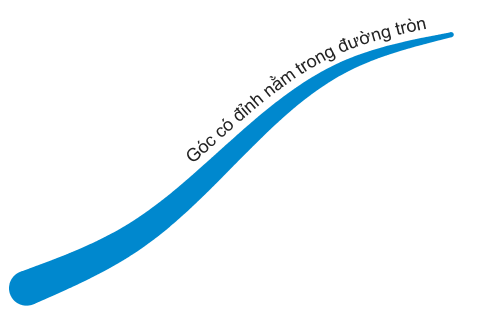 Góc có đỉnh nằm trong đường tròn